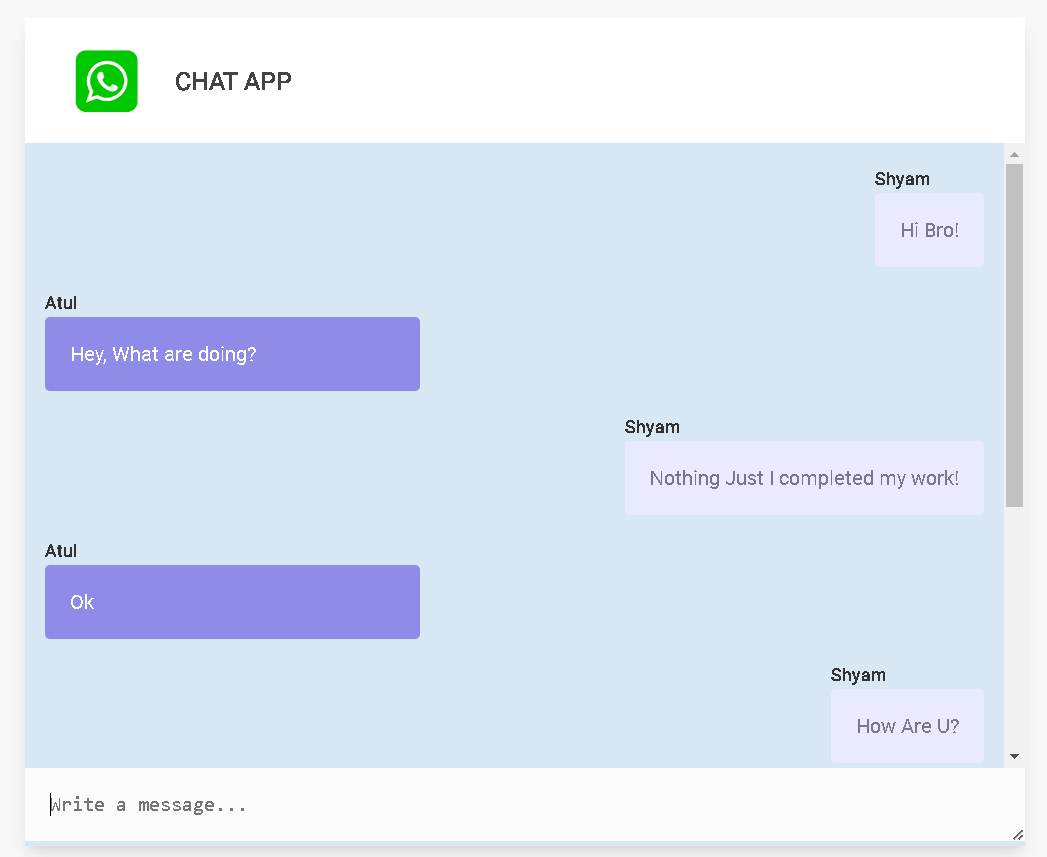 CHAT APP
Shyam
Hi Bro!
Atul
Hey, What are doing?
Shyam
Nothing Just I completed my work!
Atul
Ok
Shyam
How Are U?
Write a message...